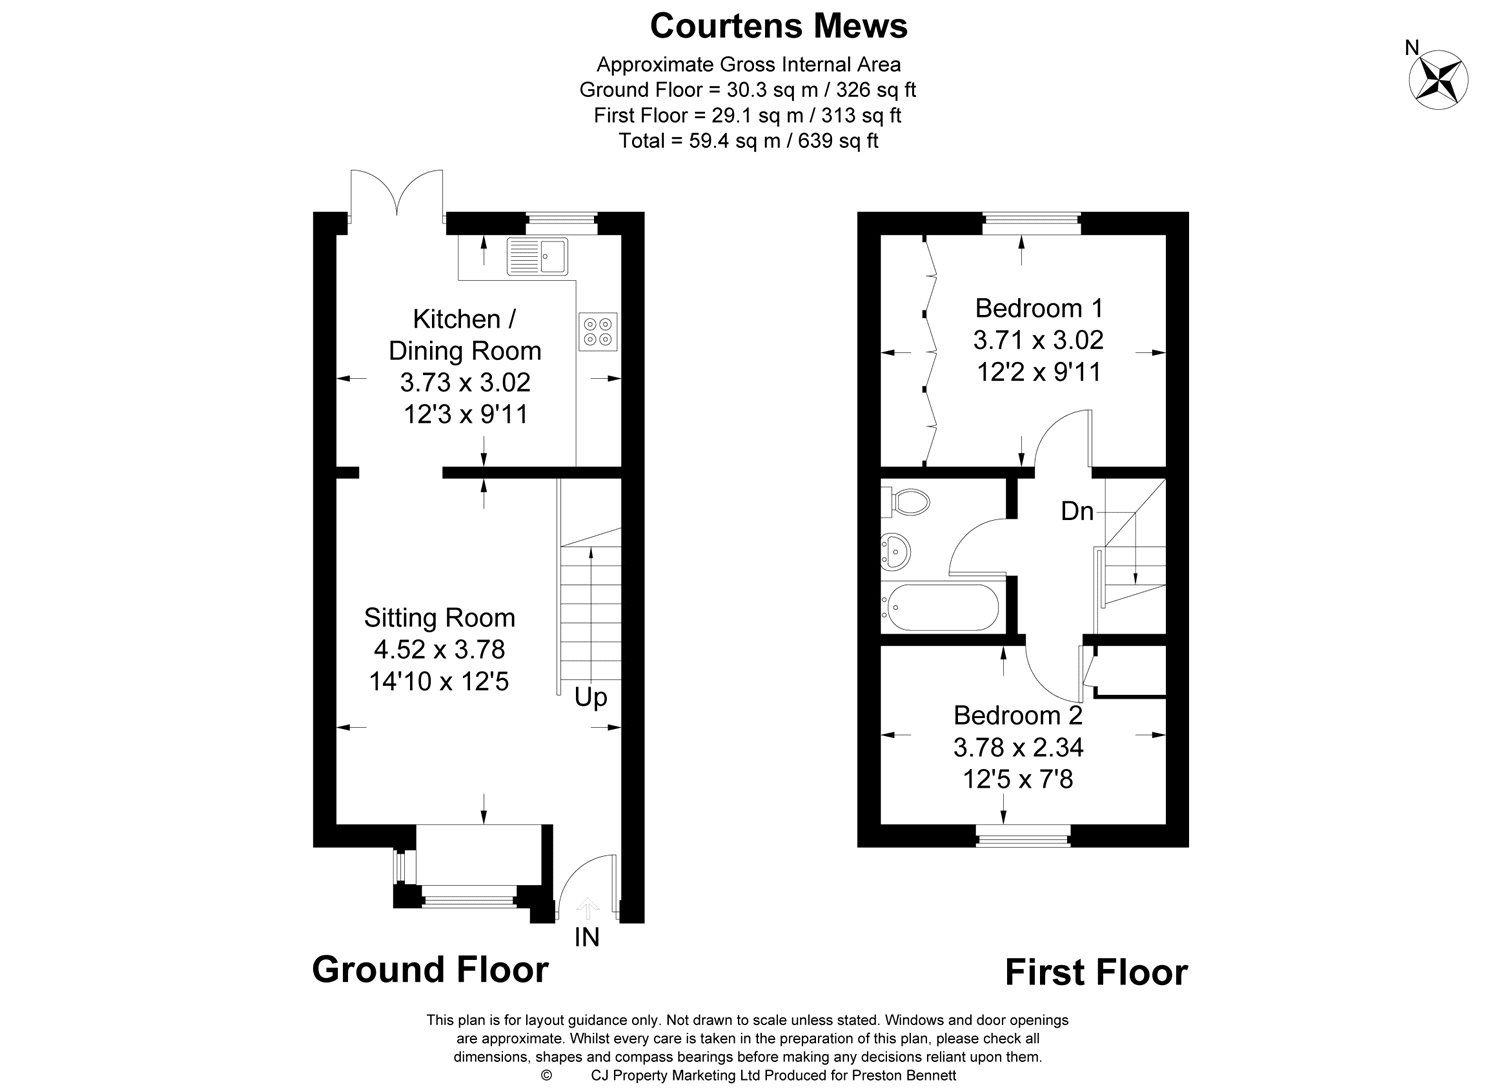 Courtens Mews
Approximate Gross Internal Area
Ground Floor = 30.3 sq m / 326 sq ft
First Floor = 29.1 sq m / 313 sq ft
Total = 59.4 sq m / 639 sq ft
N
Kitchen /
Dining Room
3.73 x 3.02
12'3 x 9'11
Sitting Room
4.52 x 3.78
14'10 x 12'5
Up
IN
Ground Floor
Bedroom 1
3.71 x 3.02
12'2 x 9'11
Dn
Bedroom 2
3.78 x 2.34
12'5 x 7'8
First Floor
This plan is for layout guidance only. Not drawn to scale unless stated. Windows and door openings
are approximate. Whilst every care is taken in the preparation of this plan, please check all
dimensions, shapes and compass bearings before making any decisions reliant upon them.
© CJ Property Marketing Ltd Produced for Preston Bennett